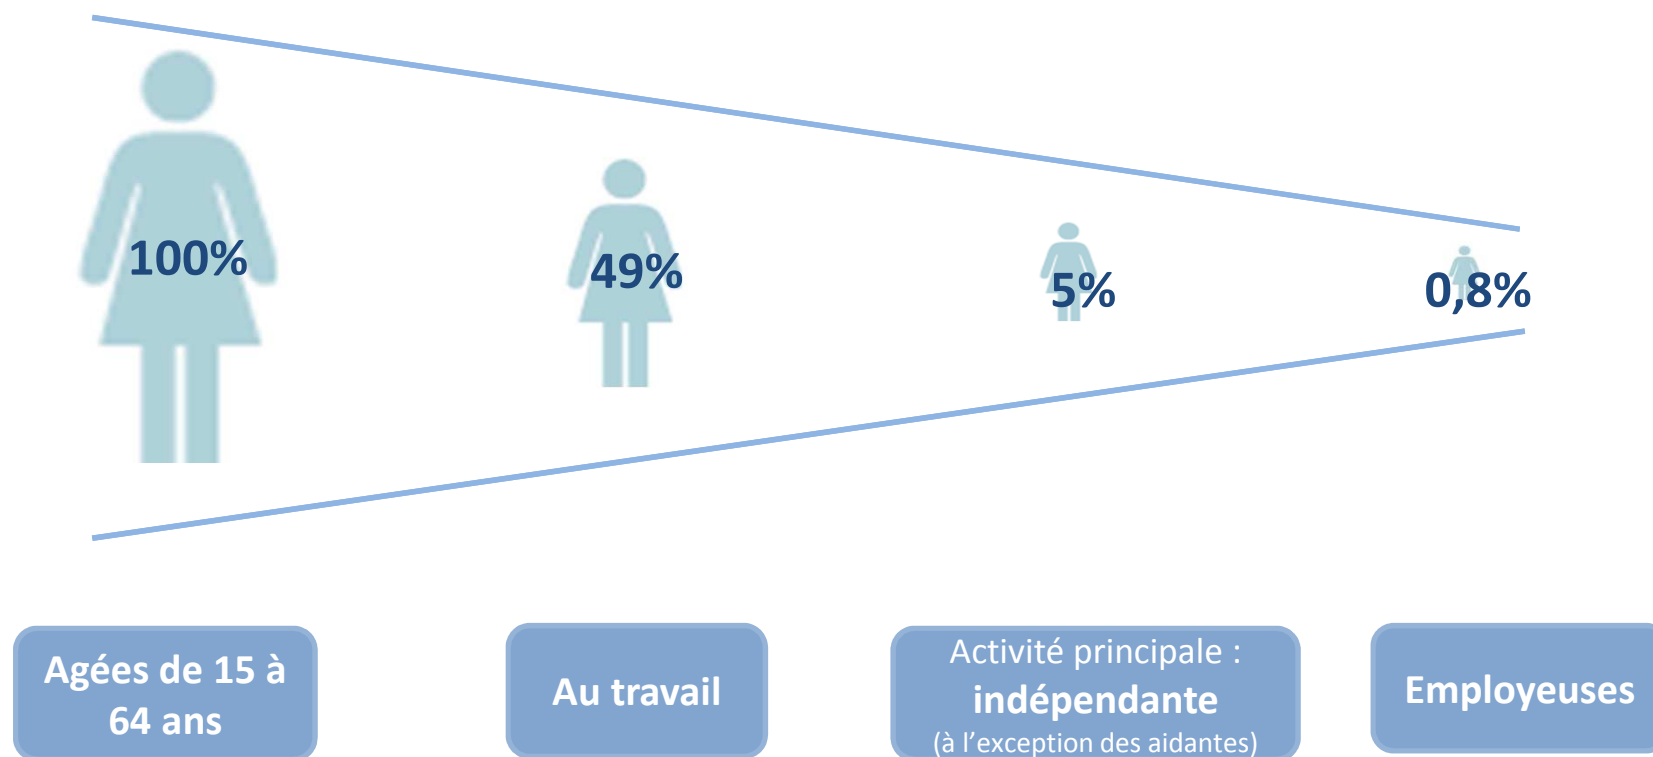 100%
49%
5%
0,8%
Agées de 15 à
64 ans
Au travail
Activité principale :
indépendante
(à l’exception des aidantes)
Employeuses